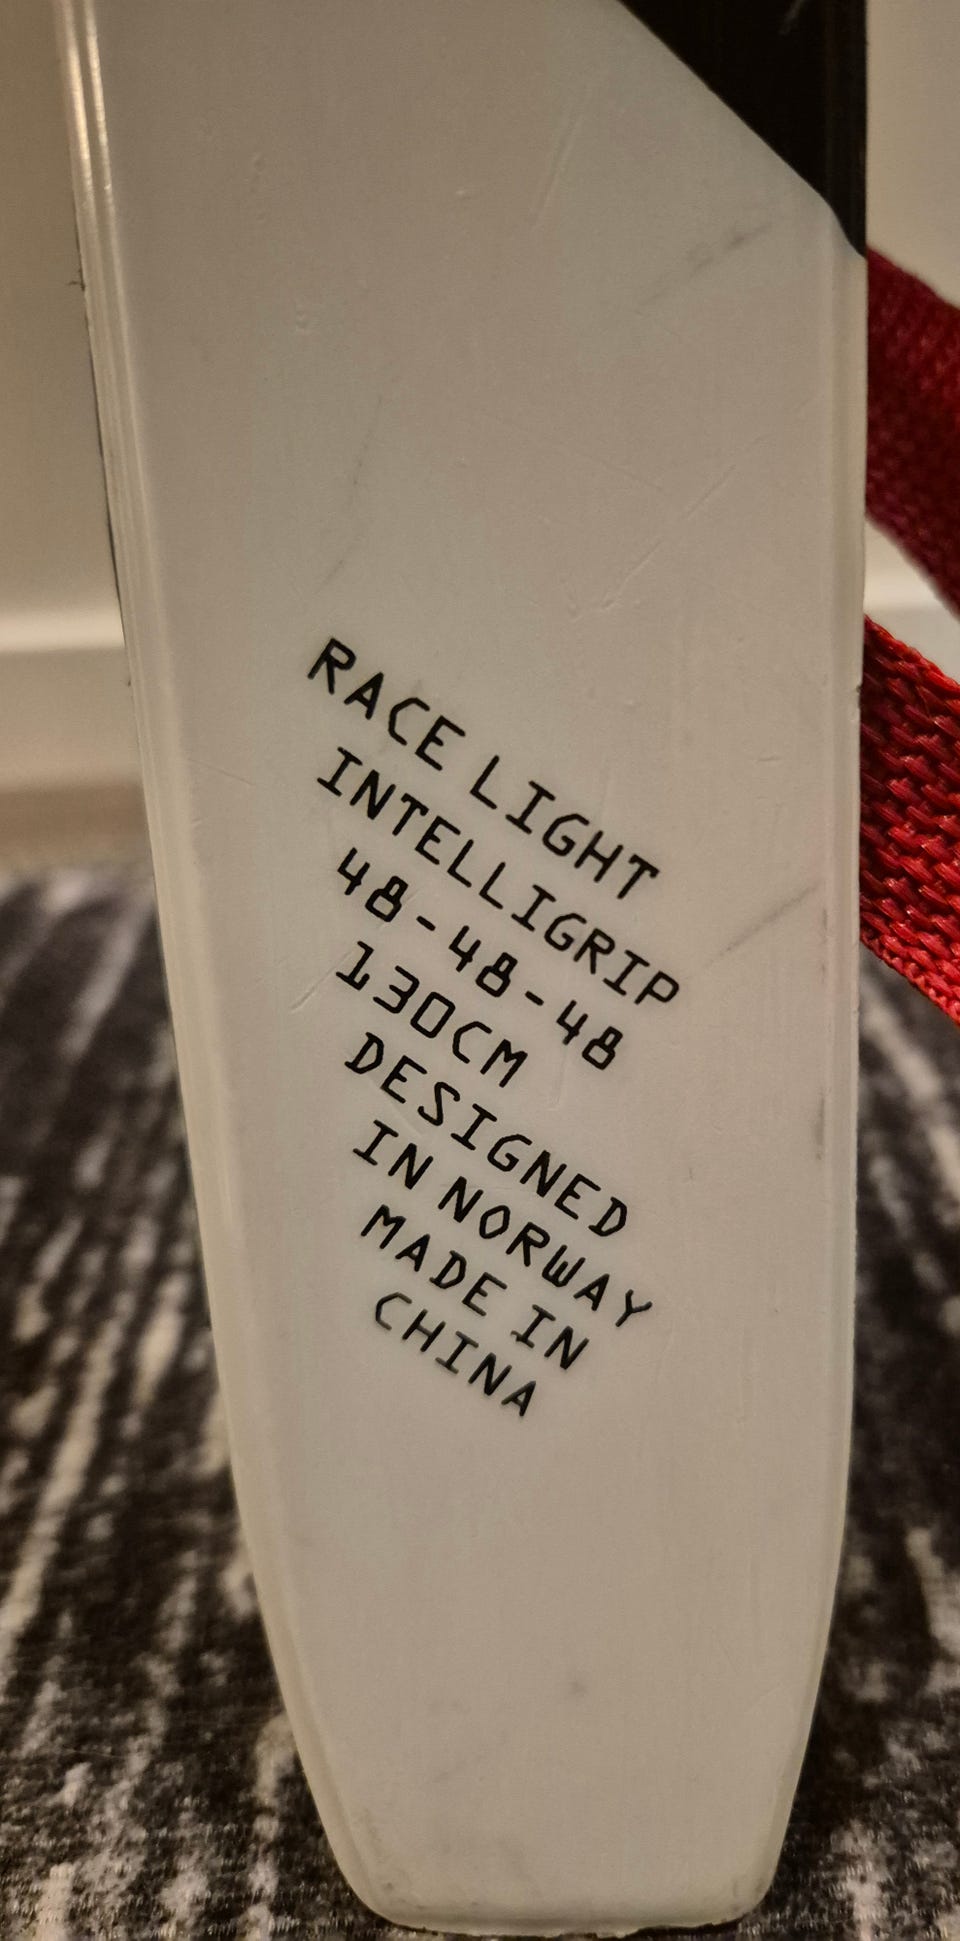 RACE LIGHT
INTELLIGRIP
48-48-48
130CM
DESIGNED
IN NORWAY
MADE IN
CHINA